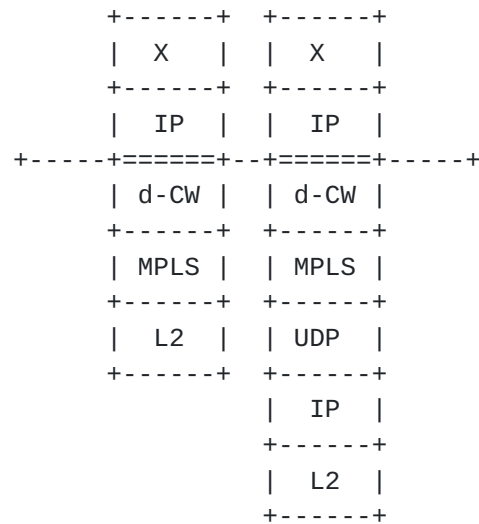 +------+  +------+
|  X   |  |  X   |
+------+  +------+
|  IP  |  |  IP  |
+-----+======+--+======+-----+
| d-CW |  | d-CW |
+------+  +------+
| MPLS |  | MPLS |
+------+  +------+
|  L2  |  | UDP  |
+------+  +------+
|  IP  |
+------+
|  L2  |
+------+